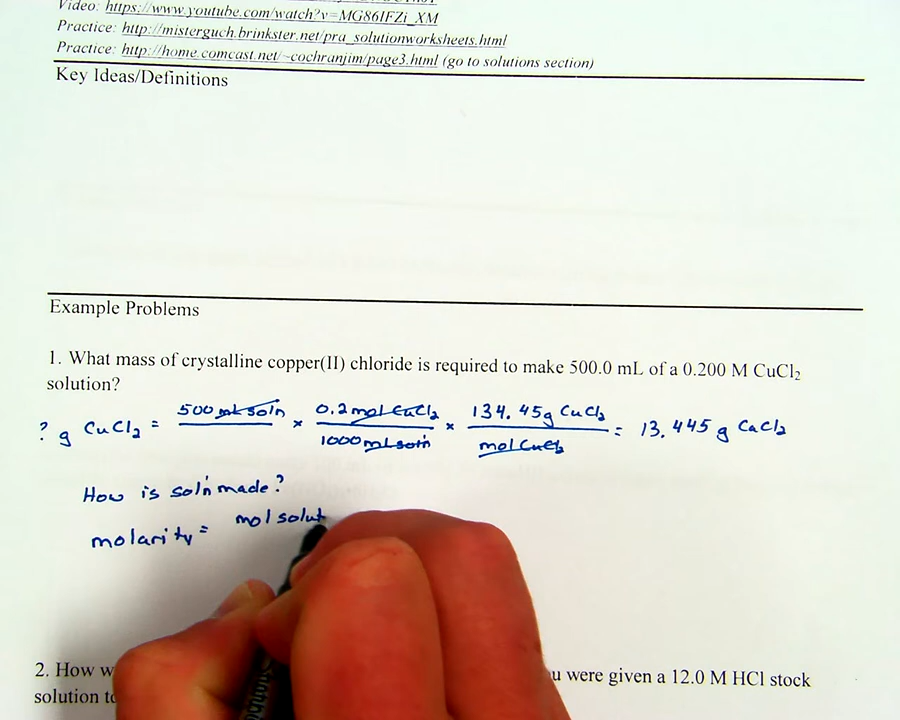 Video: https://www.youtube.com/watch?v=MG86IFZi_XM
Practice: http://misterguch.brinkster.net/pra_solutionworksheets.html
Practice: http://home.comcast.net/~cochranjim/page3.html (go to solutions section)
Key Ideas/Definitions
Example Problems
1. What mass of crystalline copper(II) chloride is required to make 500.0 mL of a 0.200 M CuCl₂
solution?
? g CuCl₂ = 500 mL soln / × 0.2 mol CuCl₂ / 1000 mL soln × 134.45g CuCl₂ / mol CuCl₂ = 13.445 g CaCl₂
How is sol'n made?
molarity = mol solut
2. How w u were given a 12.0 M HCl stock
solution to